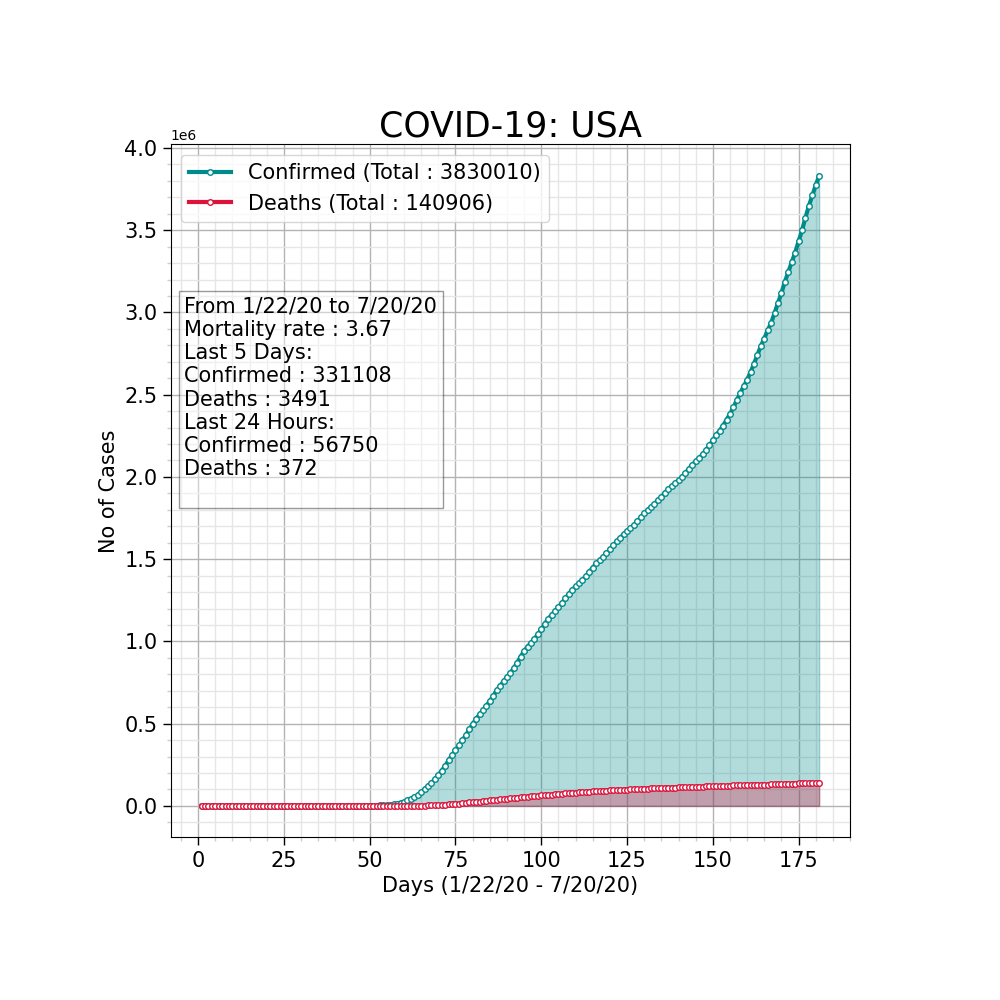 COVID-19: USA
1e6
4.0
3.5
3.0
2.5
2.0
1.5
1.0
0.5
0.0
No of Cases
Confirmed (Total : 3830010)
Deaths (Total : 140906)
From 1/22/20 to 7/20/20
Mortality rate : 3.67
Last 5 Days:
Confirmed : 331108
Deaths : 3491
Last 24 Hours:
Confirmed : 56750
Deaths : 372
0 25 50 75 100 125 150 175
Days (1/22/20 - 7/20/20)